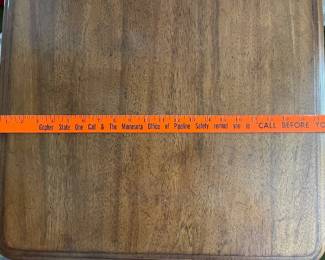 Gopher State One Call & The Minnesota Office of Pipeline Safety remind you to "CALL BEFORE YO